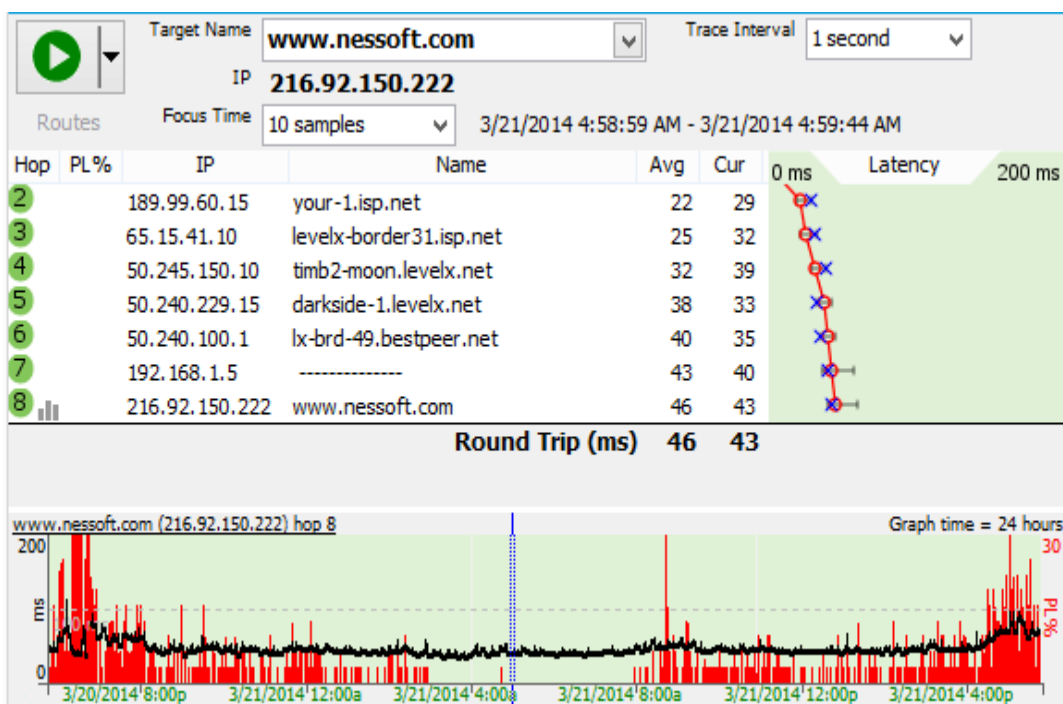 Target Name www.nessoft.com Trace Interval 1 second
IP 216.92.150.222
Routes Focus Time 10 samples 3/21/2014 4:58:59 AM - 3/21/2014 4:59:44 AM
Hop PL% IP Name Avg Cur 0 ms Latency 200 ms
2 189.99.60.15 your-1.isp.net 22 29
3 65.15.41.10 levelx-border31.isp.net 25 32
4 50.245.150.10 timb2-moon.levelx.net 32 39
5 50.240.229.15 darkside-1.levelx.net 38 33
6 50.240.100.1 lx-brd-49.bestpeer.net 40 35
7 192.168.1.5 -------------- 43 40
8 216.92.150.222 www.nessoft.com 46 43
Round Trip (ms) 46 43
www.nessoft.com (216.92.150.222) hop 8 Graph time = 24 hours
200 30
ms PL%
0
3/20/2014 8:00p 3/21/2014 12:00a 3/21/2014 4:00a 3/21/2014 8:00a 3/21/2014 12:00p 3/21/2014 4:00p